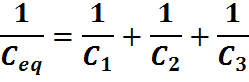 1/C_eq = 1/C_1 + 1/C_2 + 1/C_3